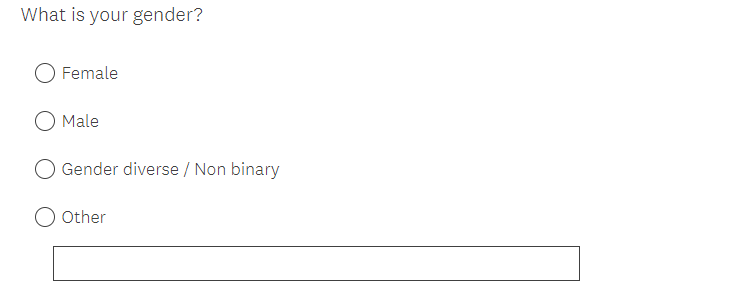 What is your gender?
Female
Male
Gender diverse / Non binary
Other